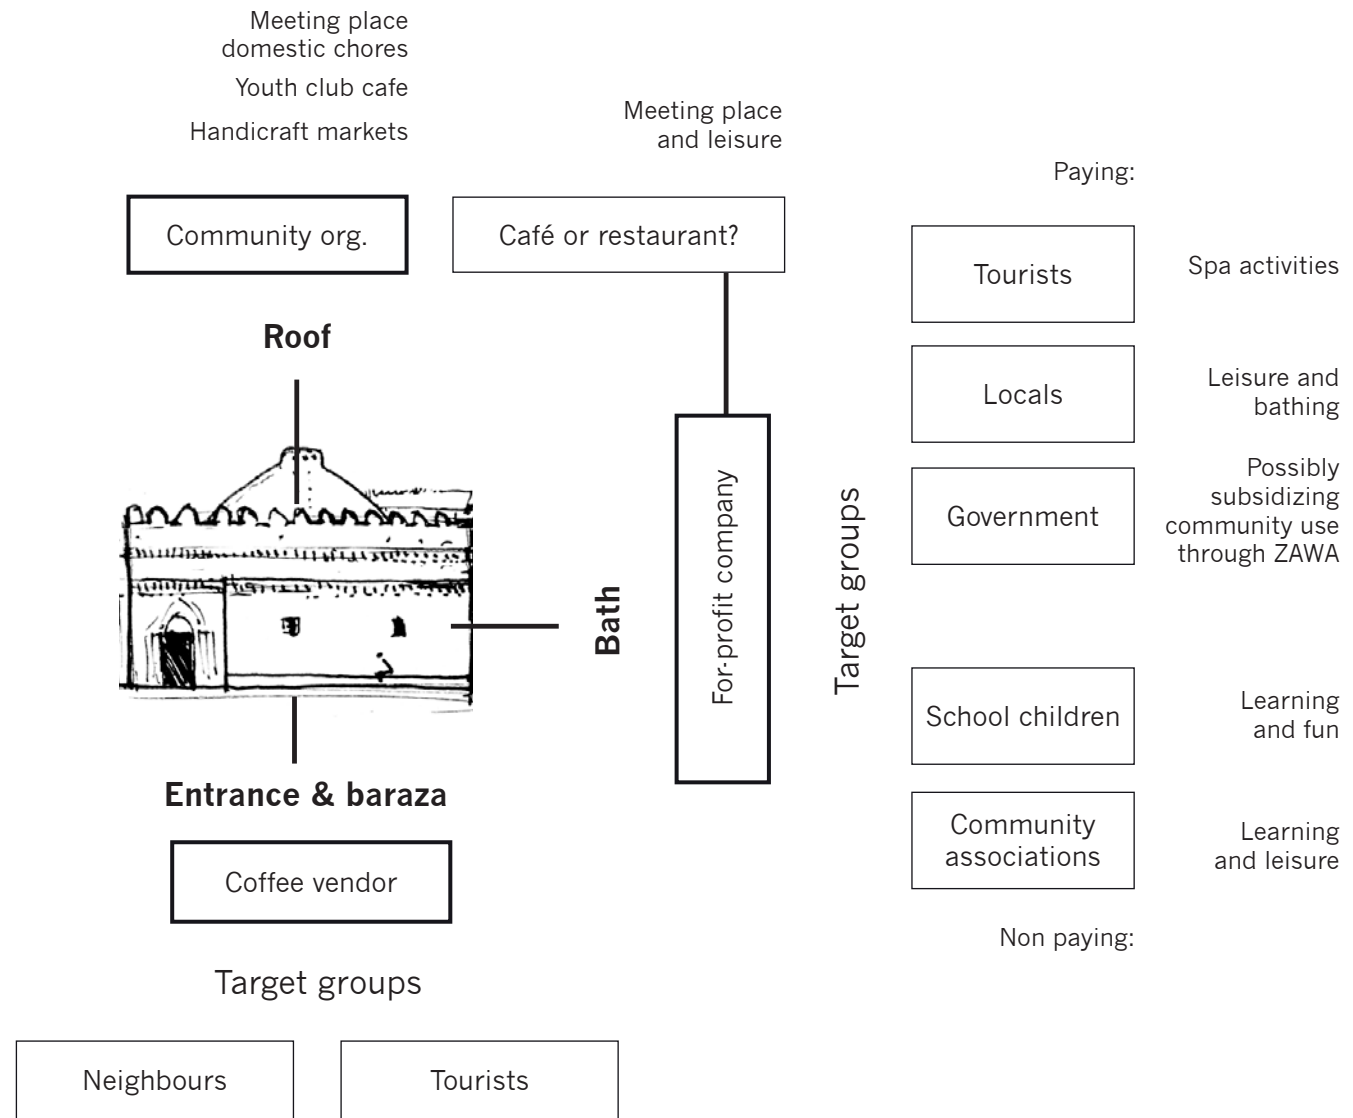 Meeting place
domestic chores
Youth club cafe
Handicraft markets
Meeting place
and leisure
Community org.
Café or restaurant?
Roof
Bath
For-profit company
Entrance & baraza
Coffee vendor
Target groups
Neighbours
Tourists
Target groups
Paying:
Tourists
Spa activities
Locals
Leisure and
bathing
Government
Possibly
subsidizing
community use
through ZAWA
School children
Learning
and fun
Community
associations
Learning
and leisure
Non paying: